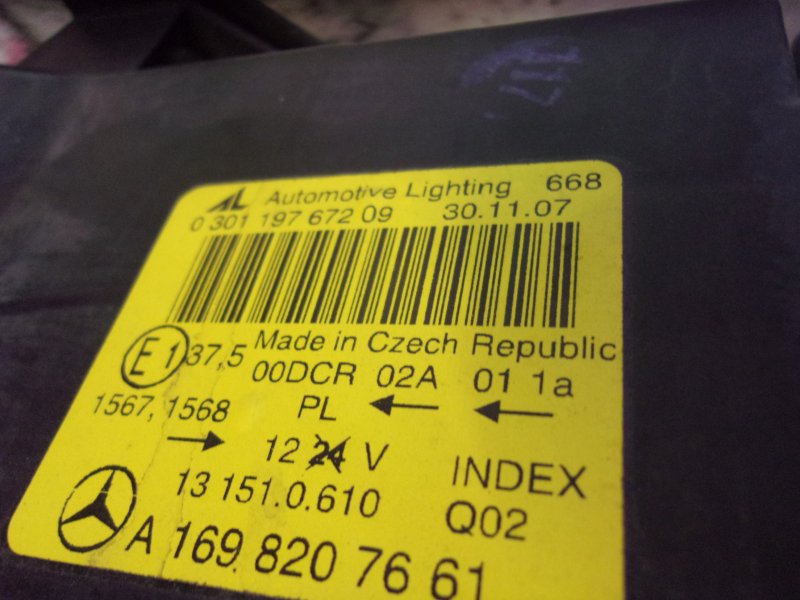 AL Automotive Lighting 668
0 301 197 672 09 30.11.07
E1 37,5 Made in Czech Republic
00DCR 02A 01 1a
1567, 1568 PL ← ←
→ 12 24 V
13 151.0.610 INDEX
Q02
A 169 820 76 61